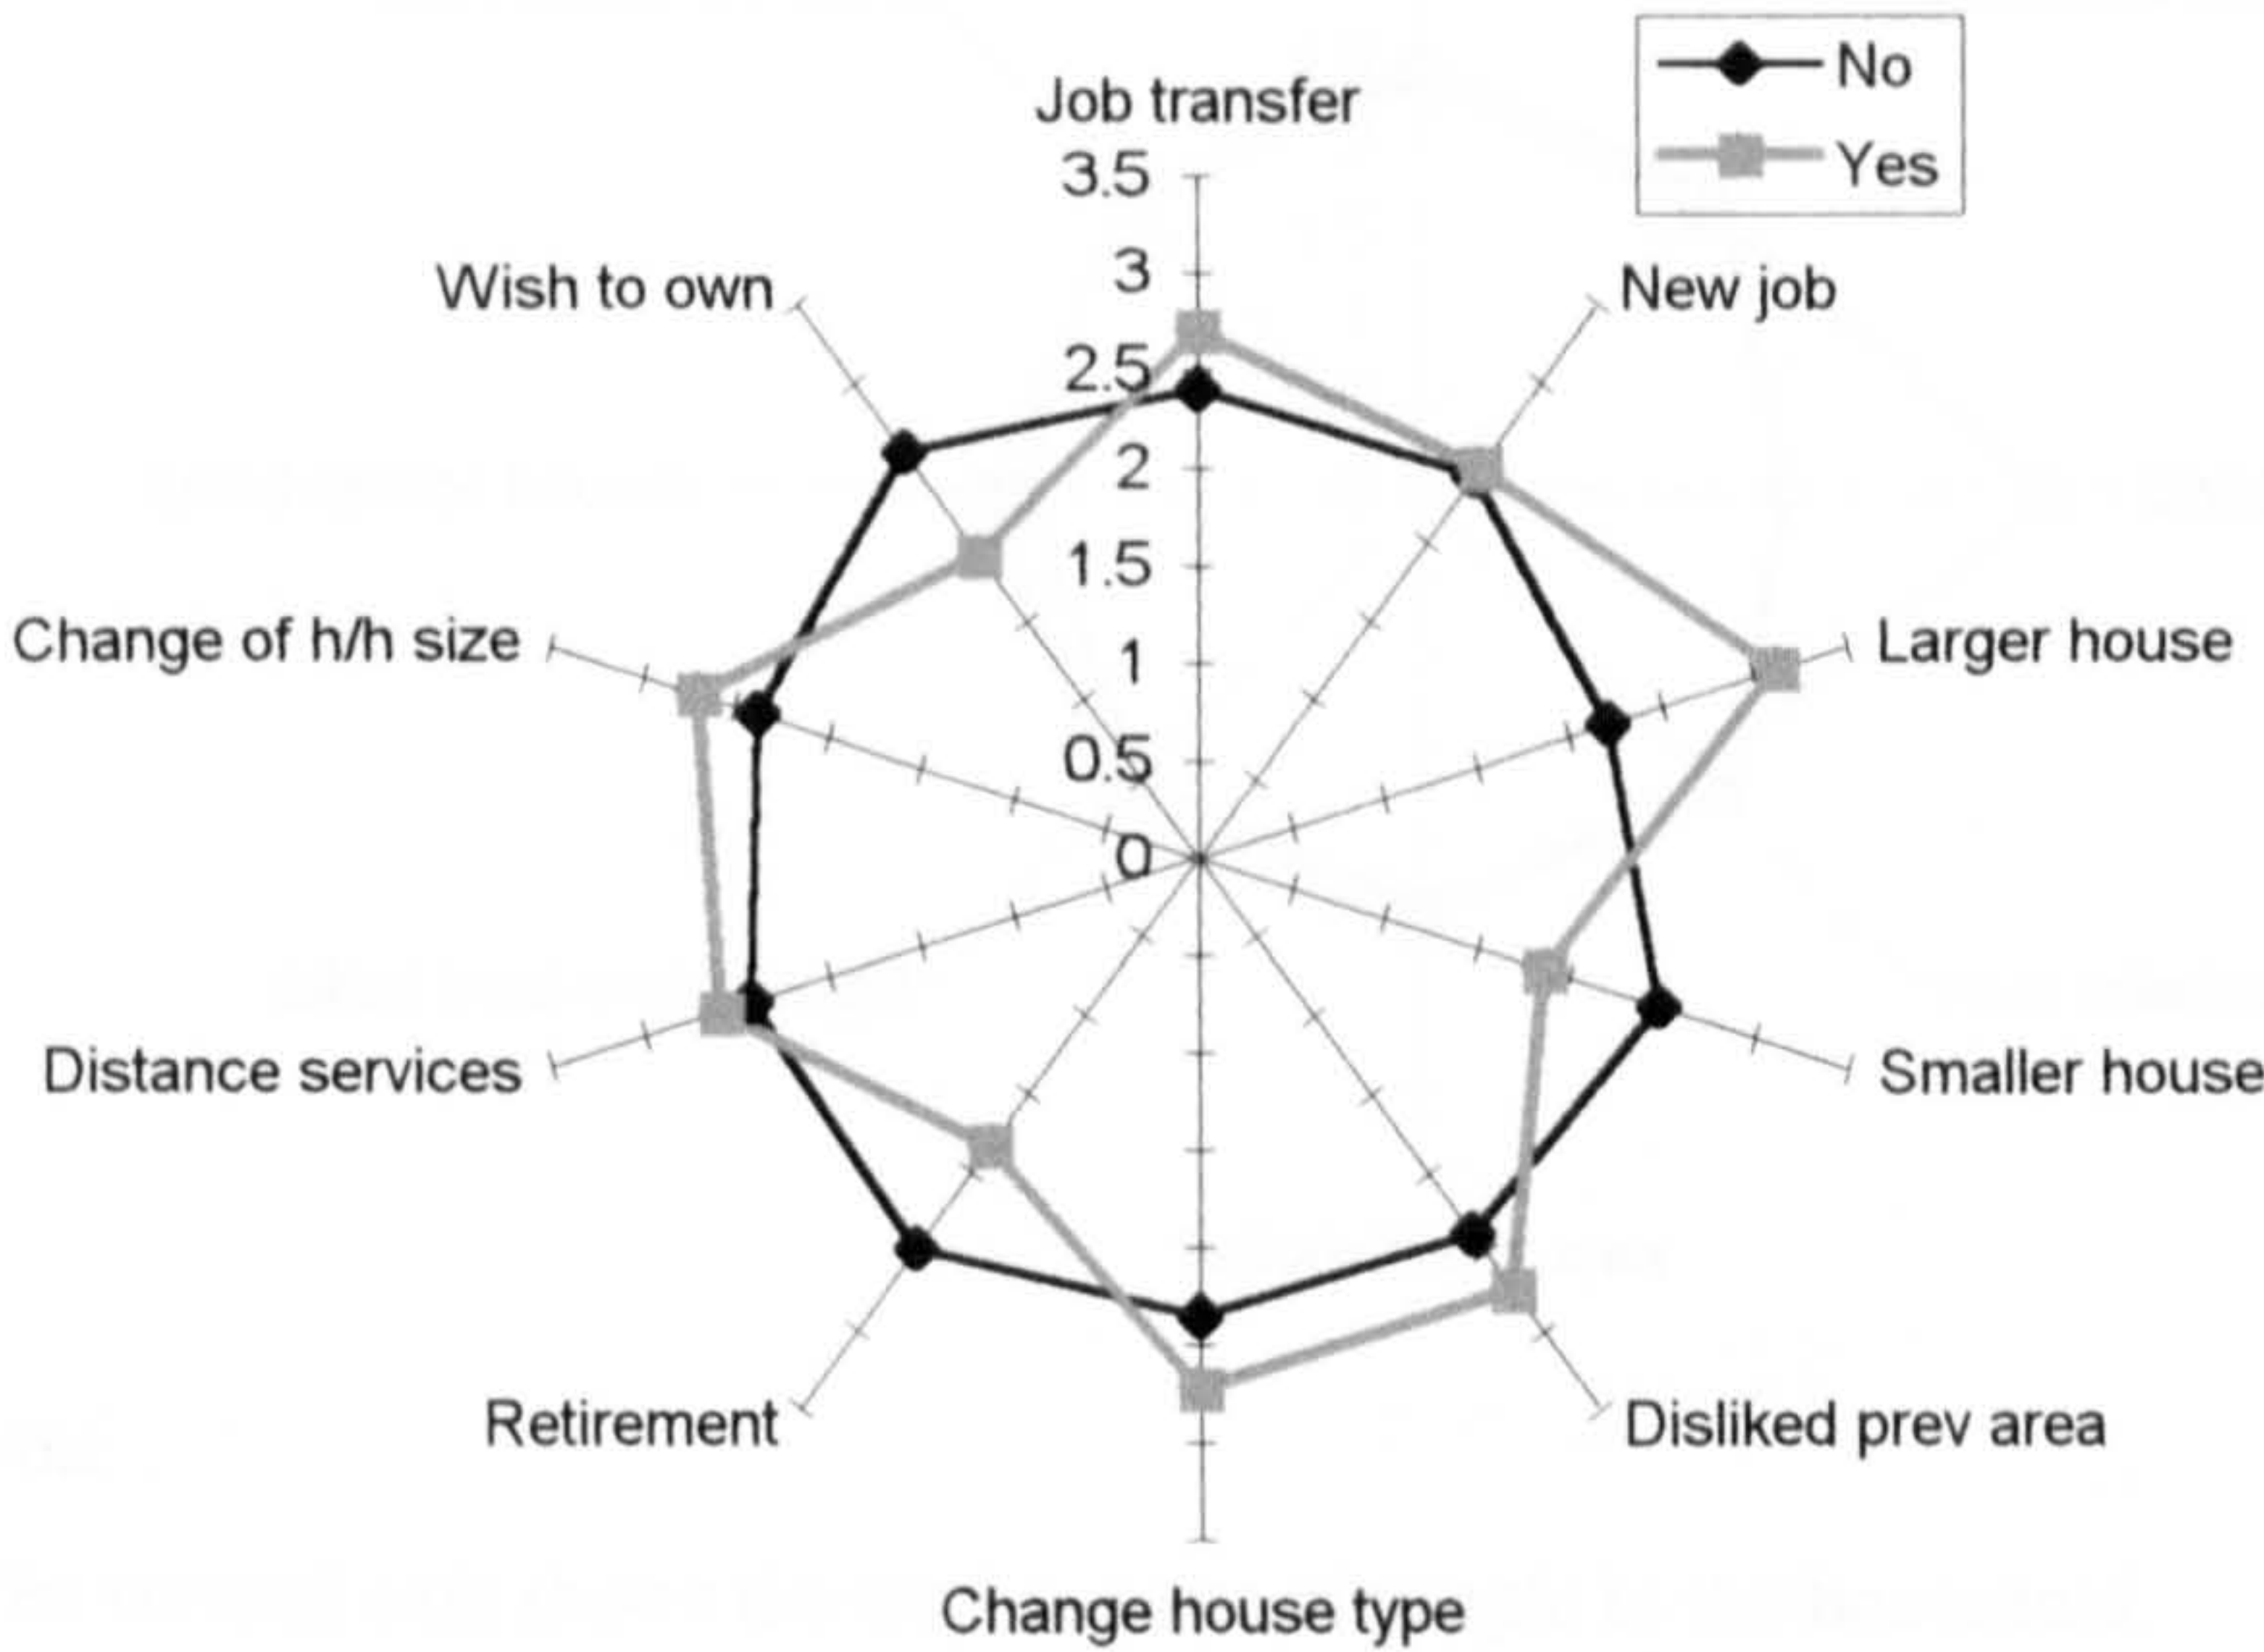 No
Yes
Job transfer
3.5
3
2.5
2
1.5
1
0.5
0
New job
Larger house
Smaller house
Disliked prev area
Change house type
Retirement
Distance services
Change of h/h size
Wish to own